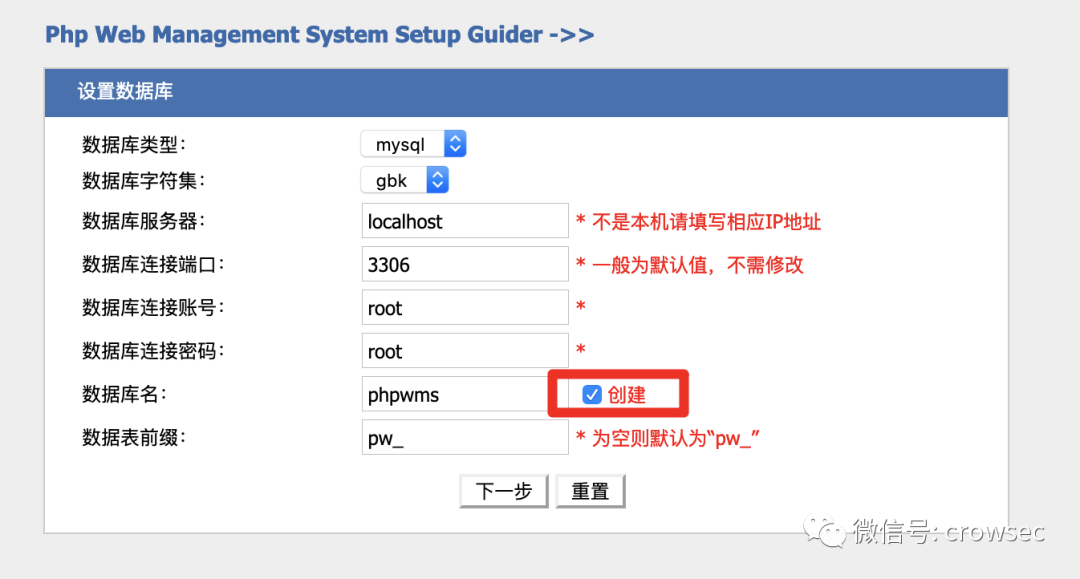 Php Web Management System Setup Guider ->>
设置数据库
数据库类型: mysql
数据库字符集: gbk
数据库服务器: localhost * 不是本机请填写相应IP地址
数据库连接端口: 3306 * 一般为默认值，不需修改
数据库连接账号: root *
数据库连接密码: root *
数据库名: phpwms 创建
数据表前缀: pw_ * 为空则默认为“pw_”
下一步 重置
微信号: crowsec